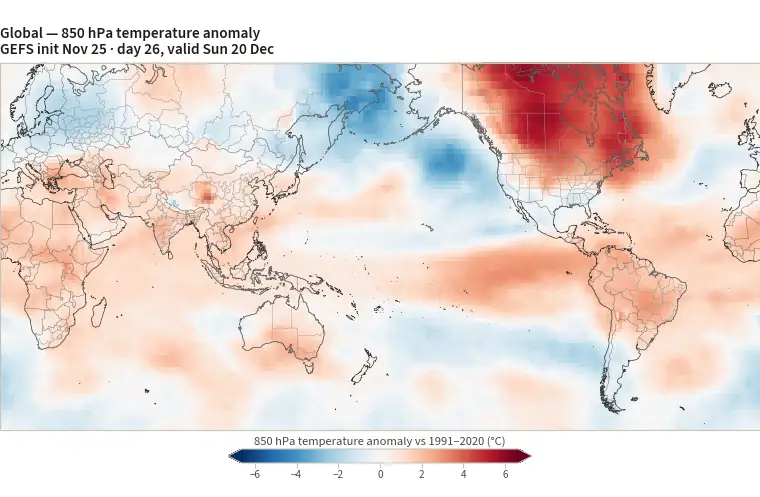 Global — 850 hPa temperature anomaly
GEFS init Nov 25 · day 26, valid Sun 20 Dec
850 hPa temperature anomaly vs 1991–2020 (°C)
−6 −4 −2 0 2 4 6